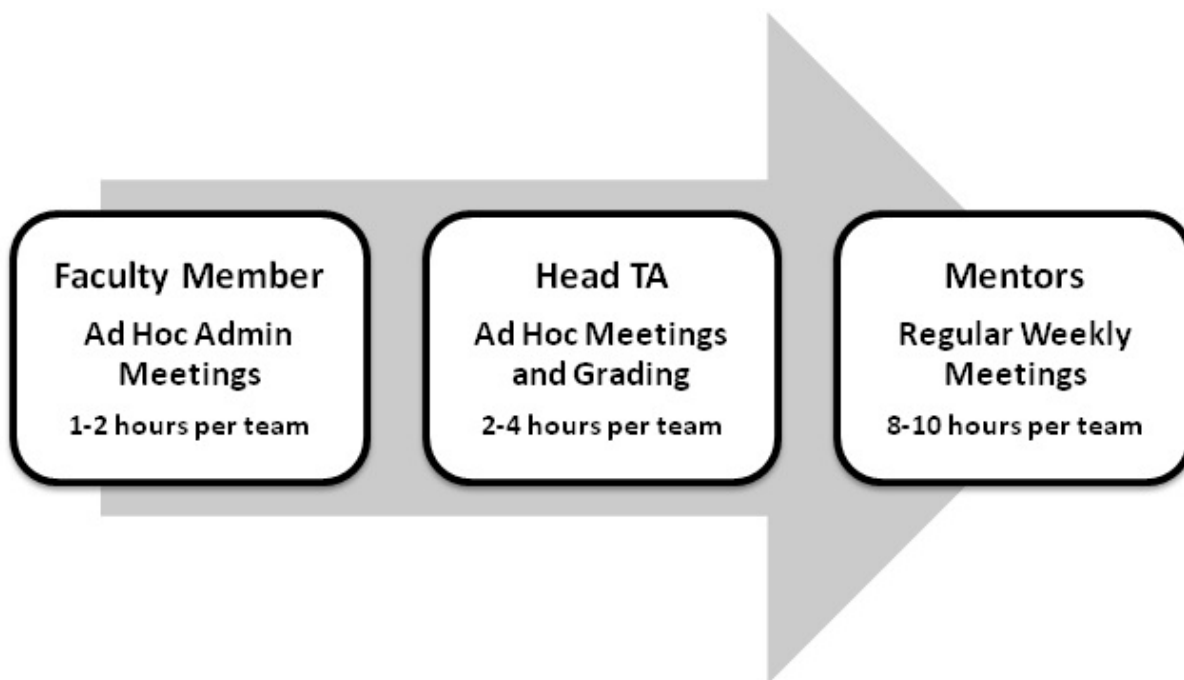 Faculty Member
Ad Hoc Admin
Meetings
1-2 hours per team
Head TA
Ad Hoc Meetings
and Grading
2-4 hours per team
Mentors
Regular Weekly
Meetings
8-10 hours per team